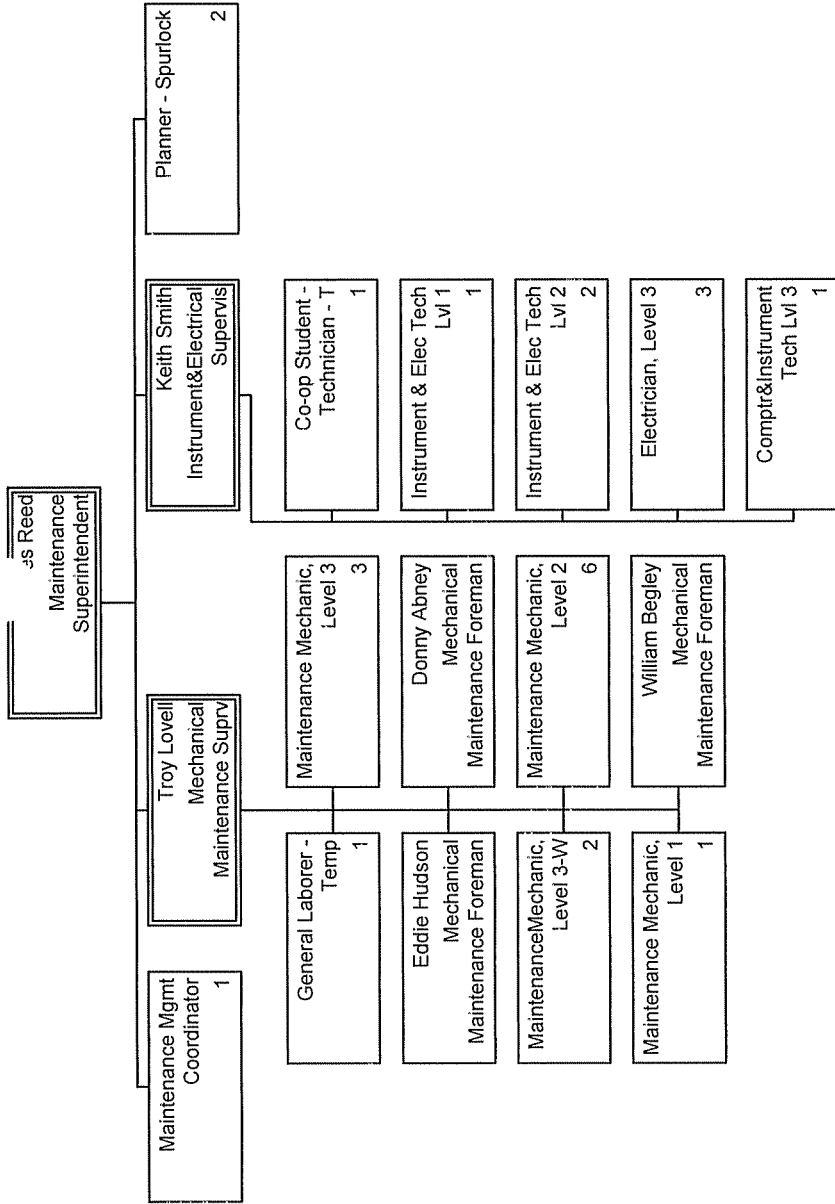 Reed
Maintenance
Superintendent
Maintenance Mgmt
Coordinator
1
Troy Lovell
Mechanical
Maintenance Suprv
Keith Smith
Instrument&Electrical
Supervis
Planner - Spurlock
2
General Laborer -
Temp
1
Maintenance Mechanic,
Level 3
3
Eddie Hudson
Mechanical
Maintenance Foreman
Donny Abney
Mechanical
Maintenance Foreman
MaintenanceMechanic,
Level 3-W
2
Maintenance Mechanic,
Level 2
6
Maintenance Mechanic,
Level 1
1
William Begley
Mechanical
Maintenance Foreman
Co-op Student -
Technician - T
1
Instrument & Elec Tech
Lvl 1
1
Instrument & Elec Tech
Lvl 2
2
Electrician, Level 3
3
Comptr&Instrument
Tech Lvl 3
1